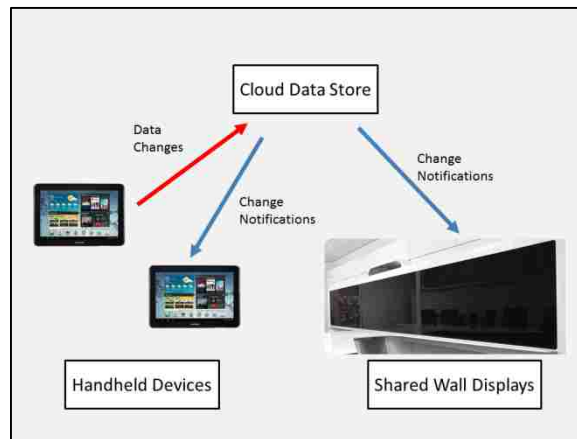 Cloud Data Store
Data
Changes
Change
Notifications
Change
Notifications
Handheld Devices
Shared Wall Displays